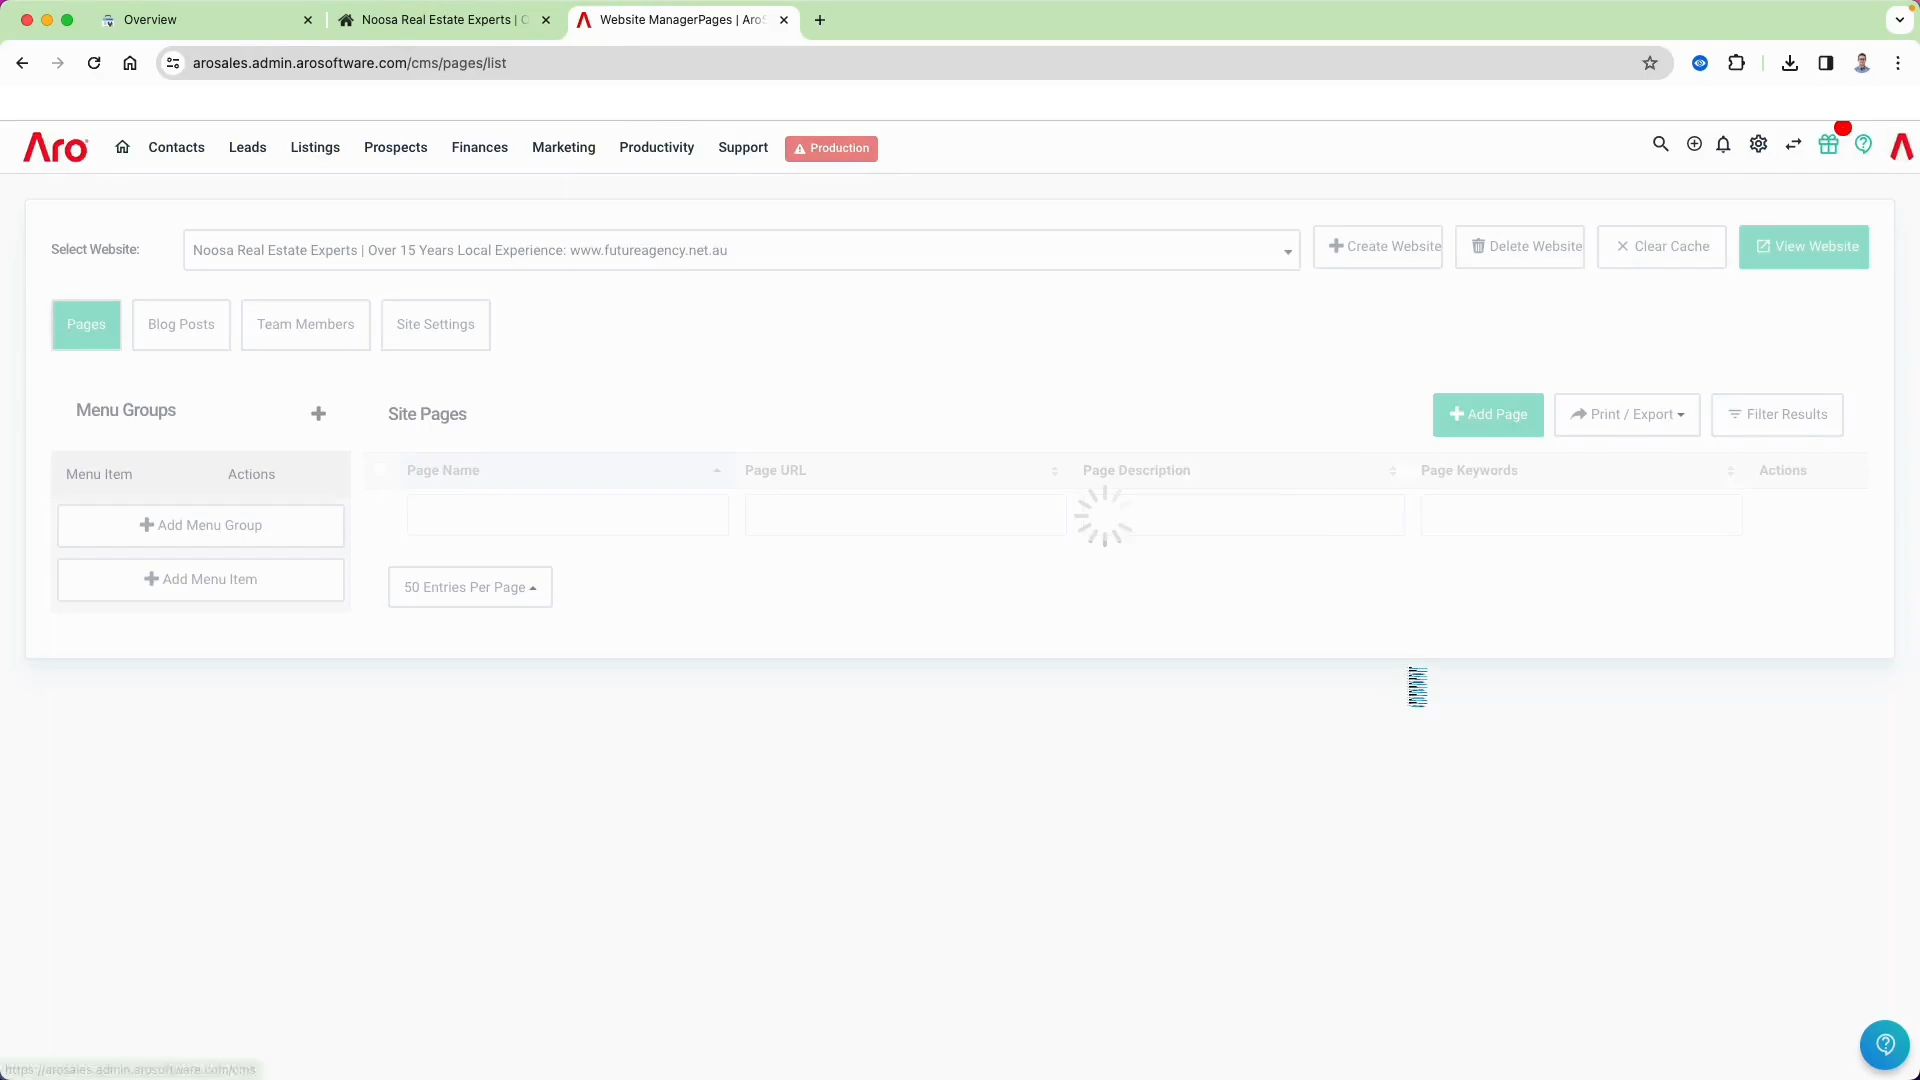 Overview
Noosa Real Estate Experts | O
Website ManagerPages | AroS
arosales.admin.arosoftware.com/cms/pages/list
Aro
Contacts
Leads
Listings
Prospects
Finances
Marketing
Productivity
Support
Production
Select Website:
Noosa Real Estate Experts | Over 15 Years Local Experience: www.futureagency.net.au
Create Website
Delete Website
Clear Cache
View Website
Pages
Blog Posts
Team Members
Site Settings
Menu Groups
Site Pages
Add Page
Print / Export
Filter Results
Menu Item
Actions
Page Name
Page URL
Page Description
Page Keywords
Actions
Add Menu Group
Add Menu Item
50 Entries Per Page
https://arosales.admin.arosoftware.com/cms